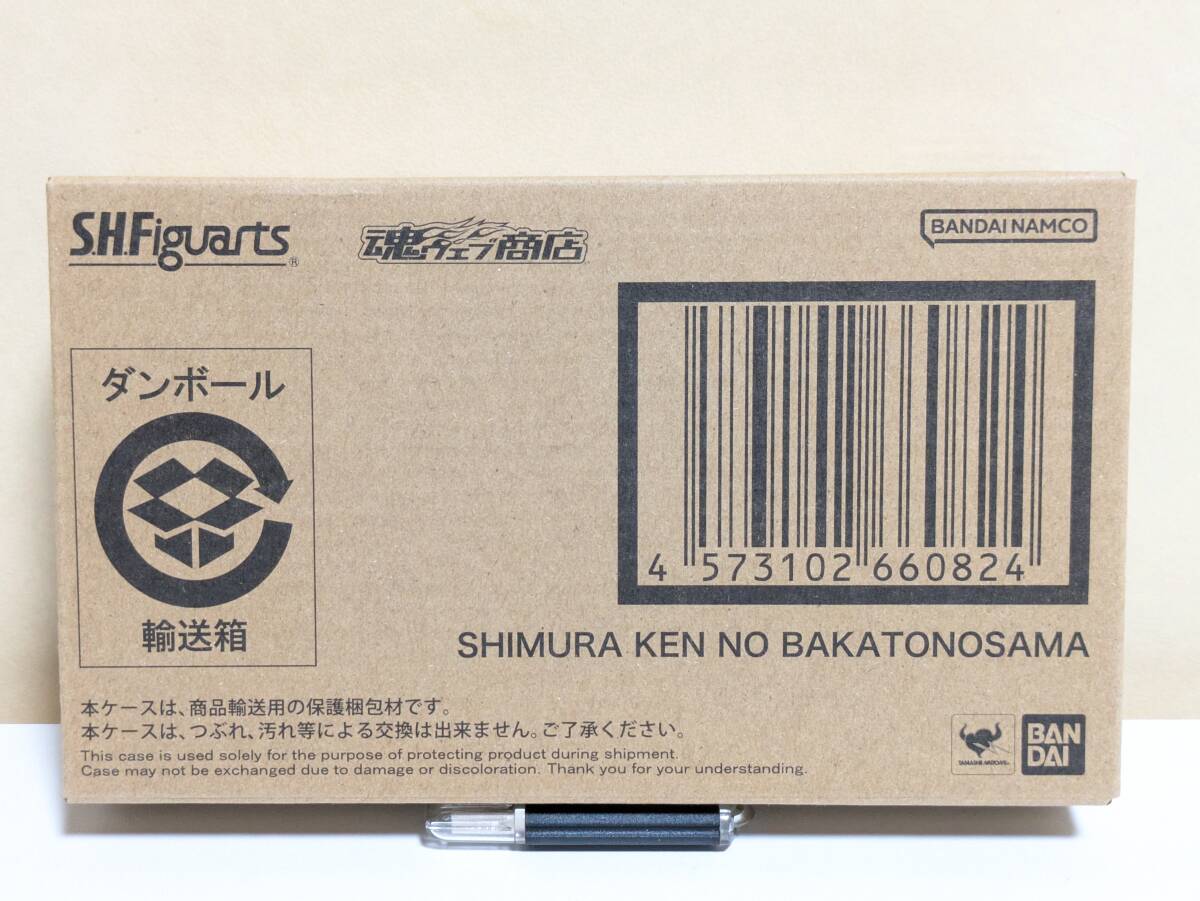 S.H.Figuarts®
魂ウェブ商店
BANDAI NAMCO
ダンボール
輸送箱
4 573102 660824
SHIMURA KEN NO BAKATONOSAMA
本ケースは、商品輸送用の保護梱包材です。
本ケースは、つぶれ、汚れ等による交換は出来ません。ご了承ください。
This case is used solely for the purpose of protecting product during shipment.
Case may not be exchanged due to damage or discoloration. Thank you for your understanding.
TAMASHII NATIONS
BAN
DAI